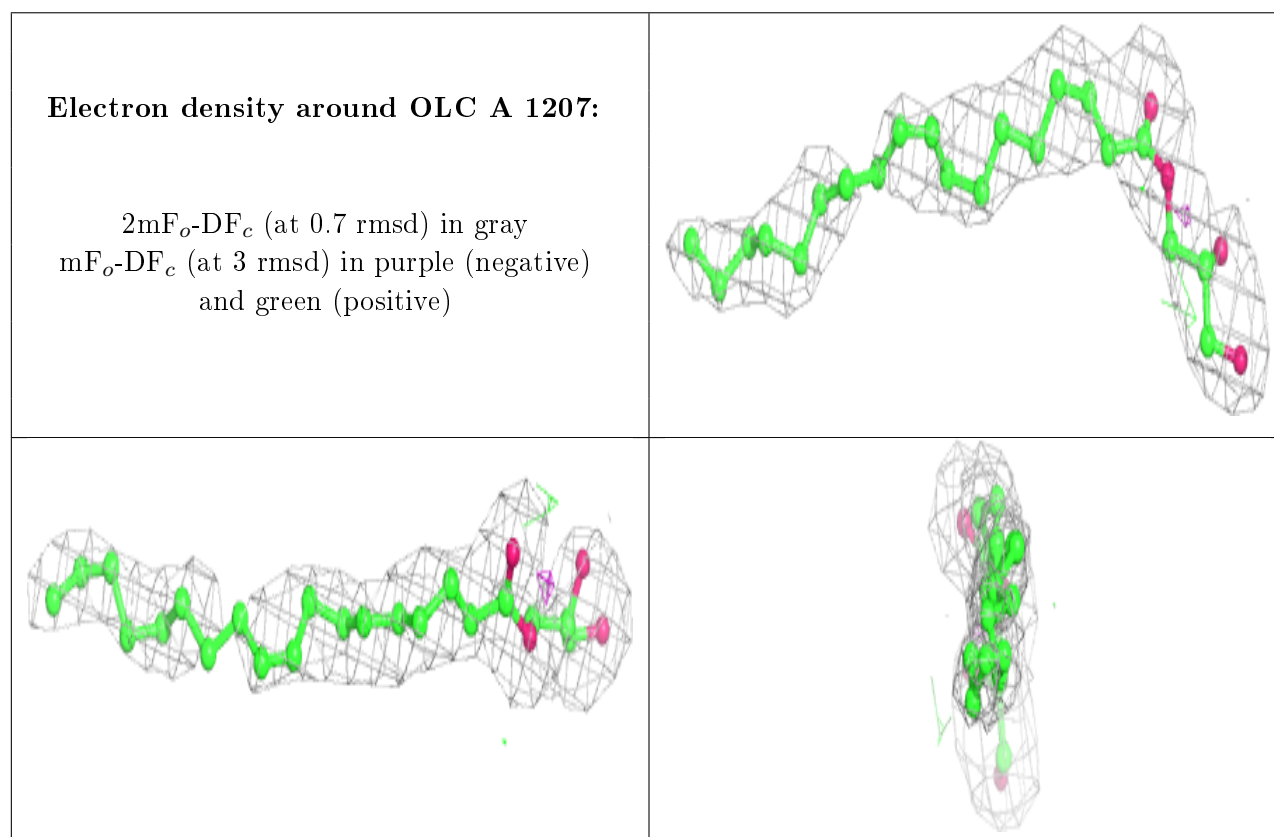 Electron density around OLC A 1207:
2mFo-DFc (at 0.7 rmsd) in gray
mFo-DFc (at 3 rmsd) in purple (negative)
and green (positive)